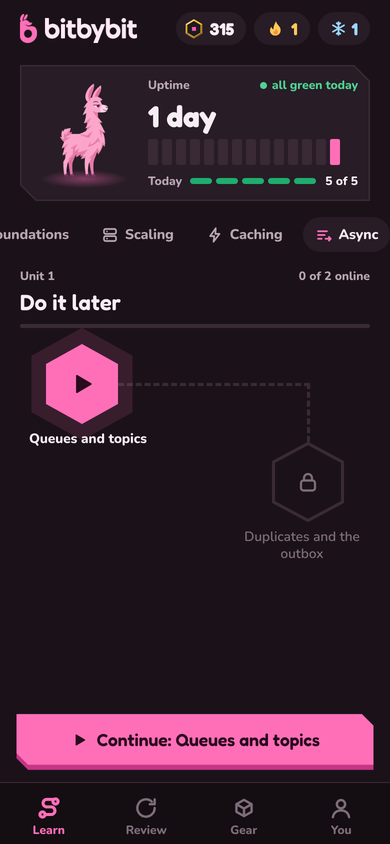 bitbybit
315
1
1
Uptime
all green today
1 day
Today
5 of 5
oundations
Scaling
Caching
Async
Unit 1
0 of 2 online
Do it later
Queues and topics
Duplicates and the
outbox
Continue: Queues and topics
Learn
Review
Gear
You